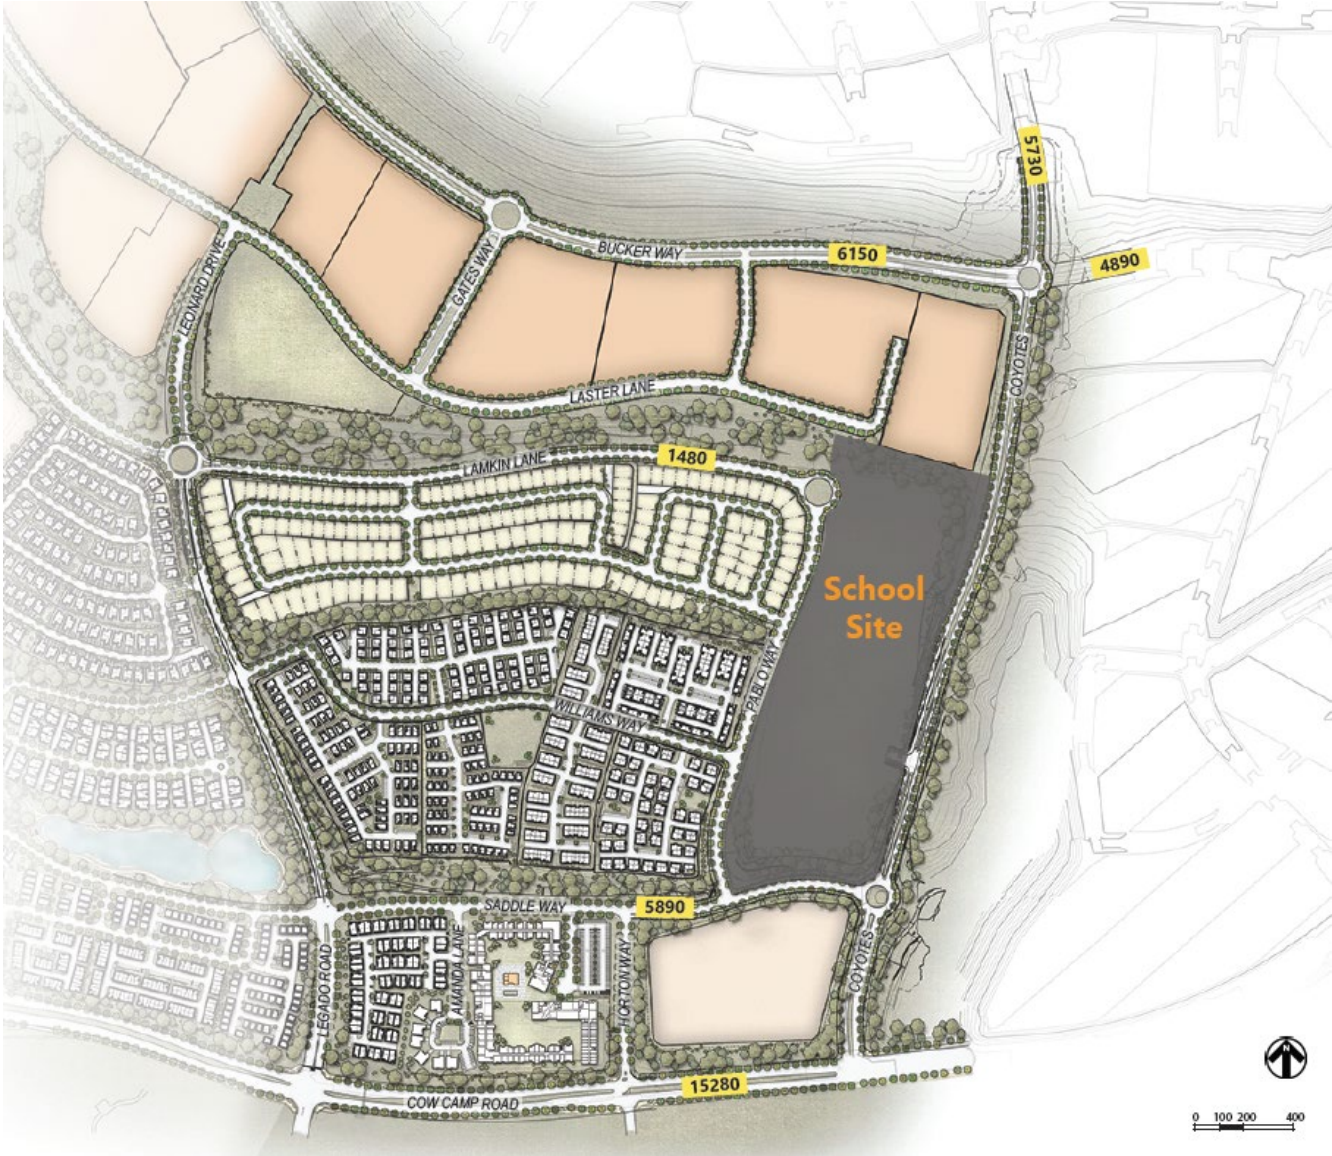 5730
BUCKER WAY
6150
4890
GATES WAY
LEONARD DRIVE
COYOTES
LASTER LANE
LAMKIN LANE
1480
School
Site
PABLO WAY
WILLIAMS WAY
SADDLE WAY
5890
AMANDA LANE
HORTON WAY
COYOTES
LEGADO ROAD
15280
COW CAMP ROAD
0 100 200 400